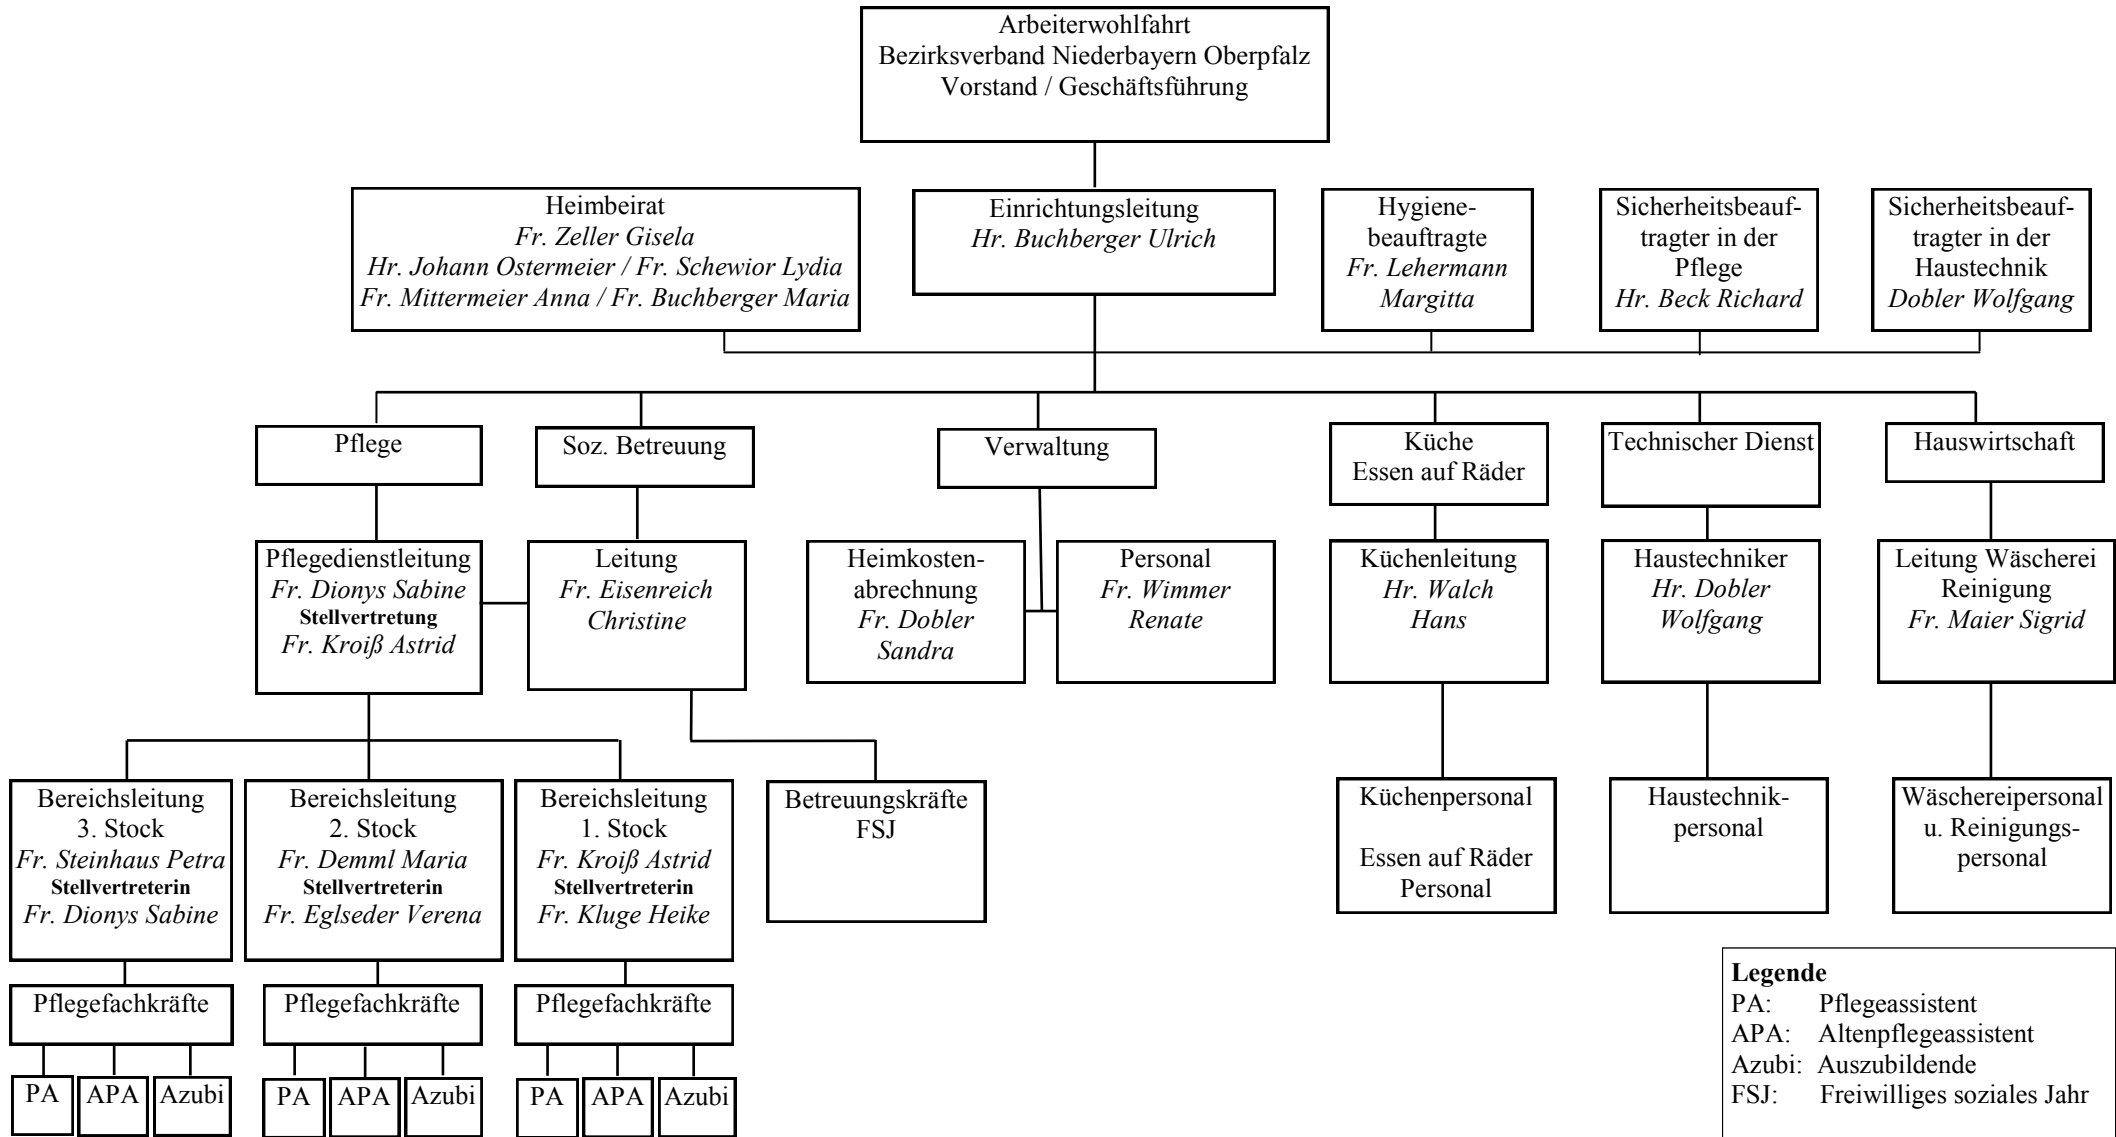 Arbeiterwohlfahrt
Bezirksverband Niederbayern Oberpfalz
Vorstand / Geschäftsführung
Heimbeirat
Fr. Zeller Gisela
Hr. Johann Ostermeier / Fr. Schewior Lydia
Fr. Mittermeier Anna / Fr. Buchberger Maria
Einrichtungsleitung
Hr. Buchberger Ulrich
Hygiene-
beauftragte
Fr. Lehermann
Margitta
Sicherheitsbeauf-
tragter in der
Pflege
Hr. Beck Richard
Sicherheitsbeauf-
tragter in der
Haustechnik
Dobler Wolfgang
Pflege
Soz. Betreuung
Verwaltung
Küche
Essen auf Räder
Technischer Dienst
Hauswirtschaft
Pflegedienstleitung
Fr. Dionys Sabine
Stellvertretung
Fr. Kroiß Astrid
Leitung
Fr. Eisenreich
Christine
Heimkosten-
abrechnung
Fr. Dobler
Sandra
Personal
Fr. Wimmer
Renate
Küchenleitung
Hr. Walch
Hans
Haustechniker
Hr. Dobler
Wolfgang
Leitung Wäscherei
Reinigung
Fr. Maier Sigrid
Bereichsleitung
3. Stock
Fr. Steinhaus Petra
Stellvertreterin
Fr. Dionys Sabine
Bereichsleitung
2. Stock
Fr. Demml Maria
Stellvertreterin
Fr. Eglseder Verena
Bereichsleitung
1. Stock
Fr. Kroiß Astrid
Stellvertreterin
Fr. Kluge Heike
Betreuungskräfte
FSJ
Küchenpersonal
Essen auf Räder
Personal
Haustechnik-
personal
Wäschereipersonal
u. Reinigungs-
personal
Pflegefachkräfte
Pflegefachkräfte
Pflegefachkräfte
PA
APA
Azubi
PA
APA
Azubi
PA
APA
Azubi
Legende
PA: Pflegeassistent
APA: Altenpflegeassistent
Azubi: Auszubildende
FSJ: Freiwilliges soziales Jahr